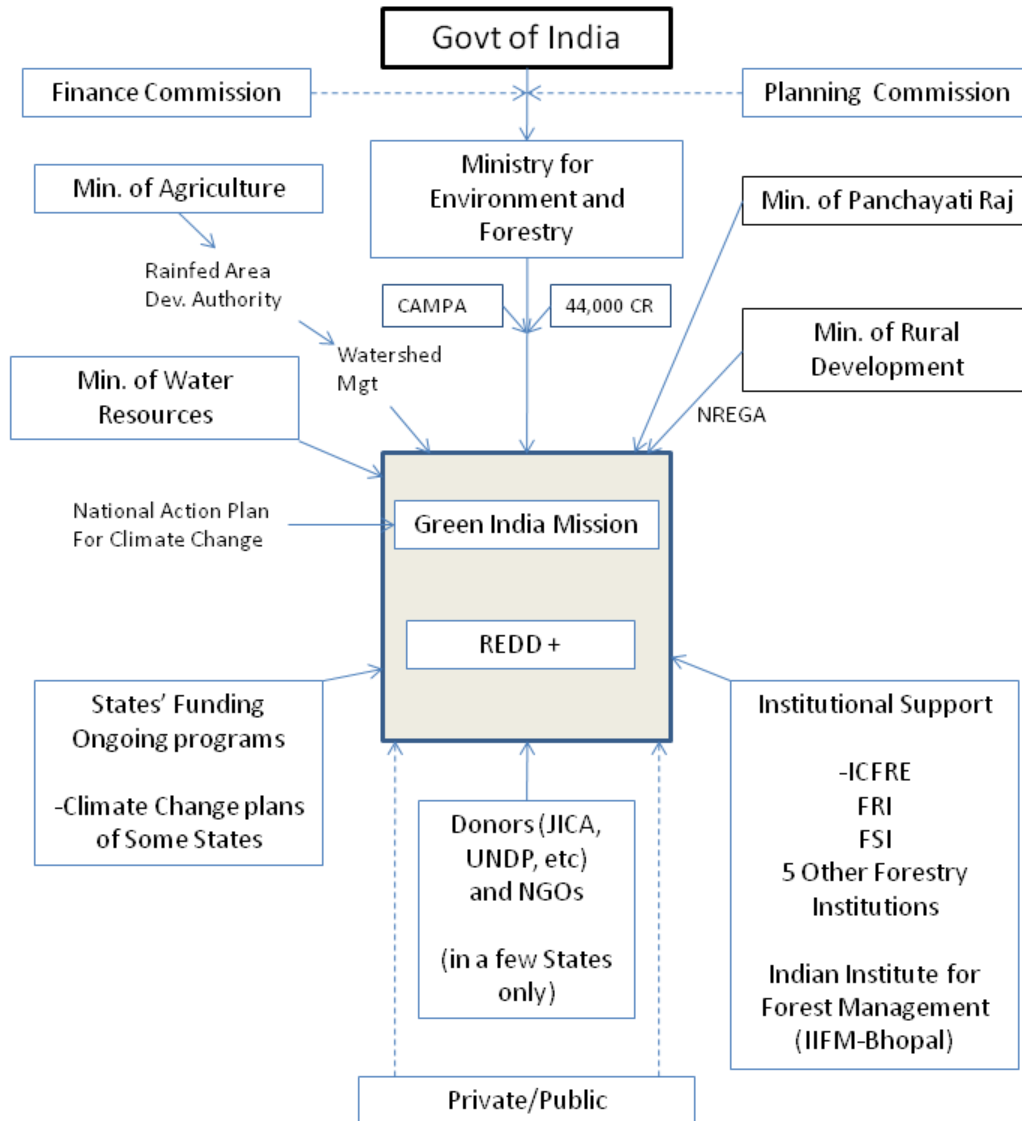 Govt of India
Finance Commission
Planning Commission
Ministry for
Environment and
Forestry
Min. of Agriculture
Min. of Panchayati Raj
Rainfed Area
Dev. Authority
CAMPA
44,000 CR
Watershed
Mgt
Min. of Rural
Development
Min. of Water
Resources
NREGA
National Action Plan
For Climate Change
Green India Mission
REDD +
States' Funding
Ongoing programs
-Climate Change plans
of Some States
Donors (JICA,
UNDP, etc)
and NGOs
(in a few States
only)
Institutional Support
-ICFRE
FRI
FSI
5 Other Forestry
Institutions
Indian Institute for
Forest Management
(IIFM-Bhopal)
Private/Public